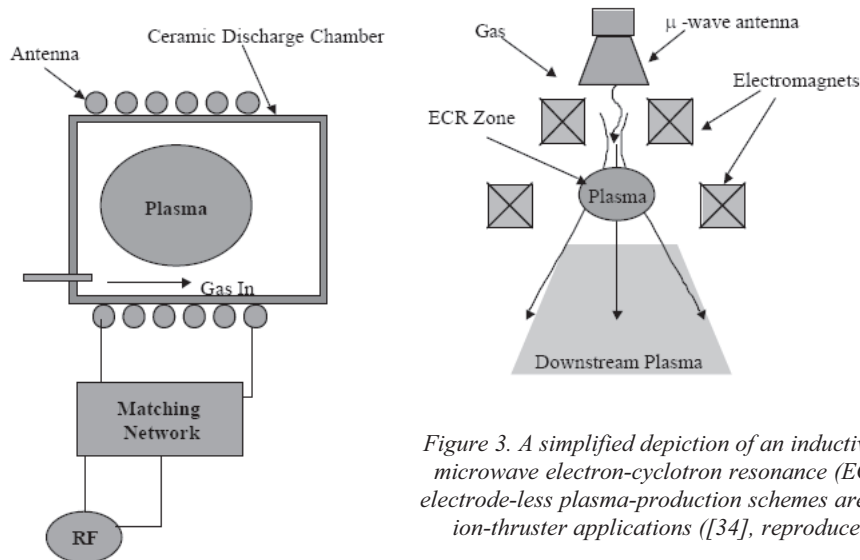 Ceramic Discharge Chamber
Antenna
Plasma
Gas In
Matching
Network
RF
Gas
μ -wave antenna
Electromagnets
ECR Zone
Plasma
Downstream Plasma
Figure 3. A simplified depiction of an inductiv
microwave electron-cyclotron resonance (EC
electrode-less plasma-production schemes are
ion-thruster applications ([34], reproduce